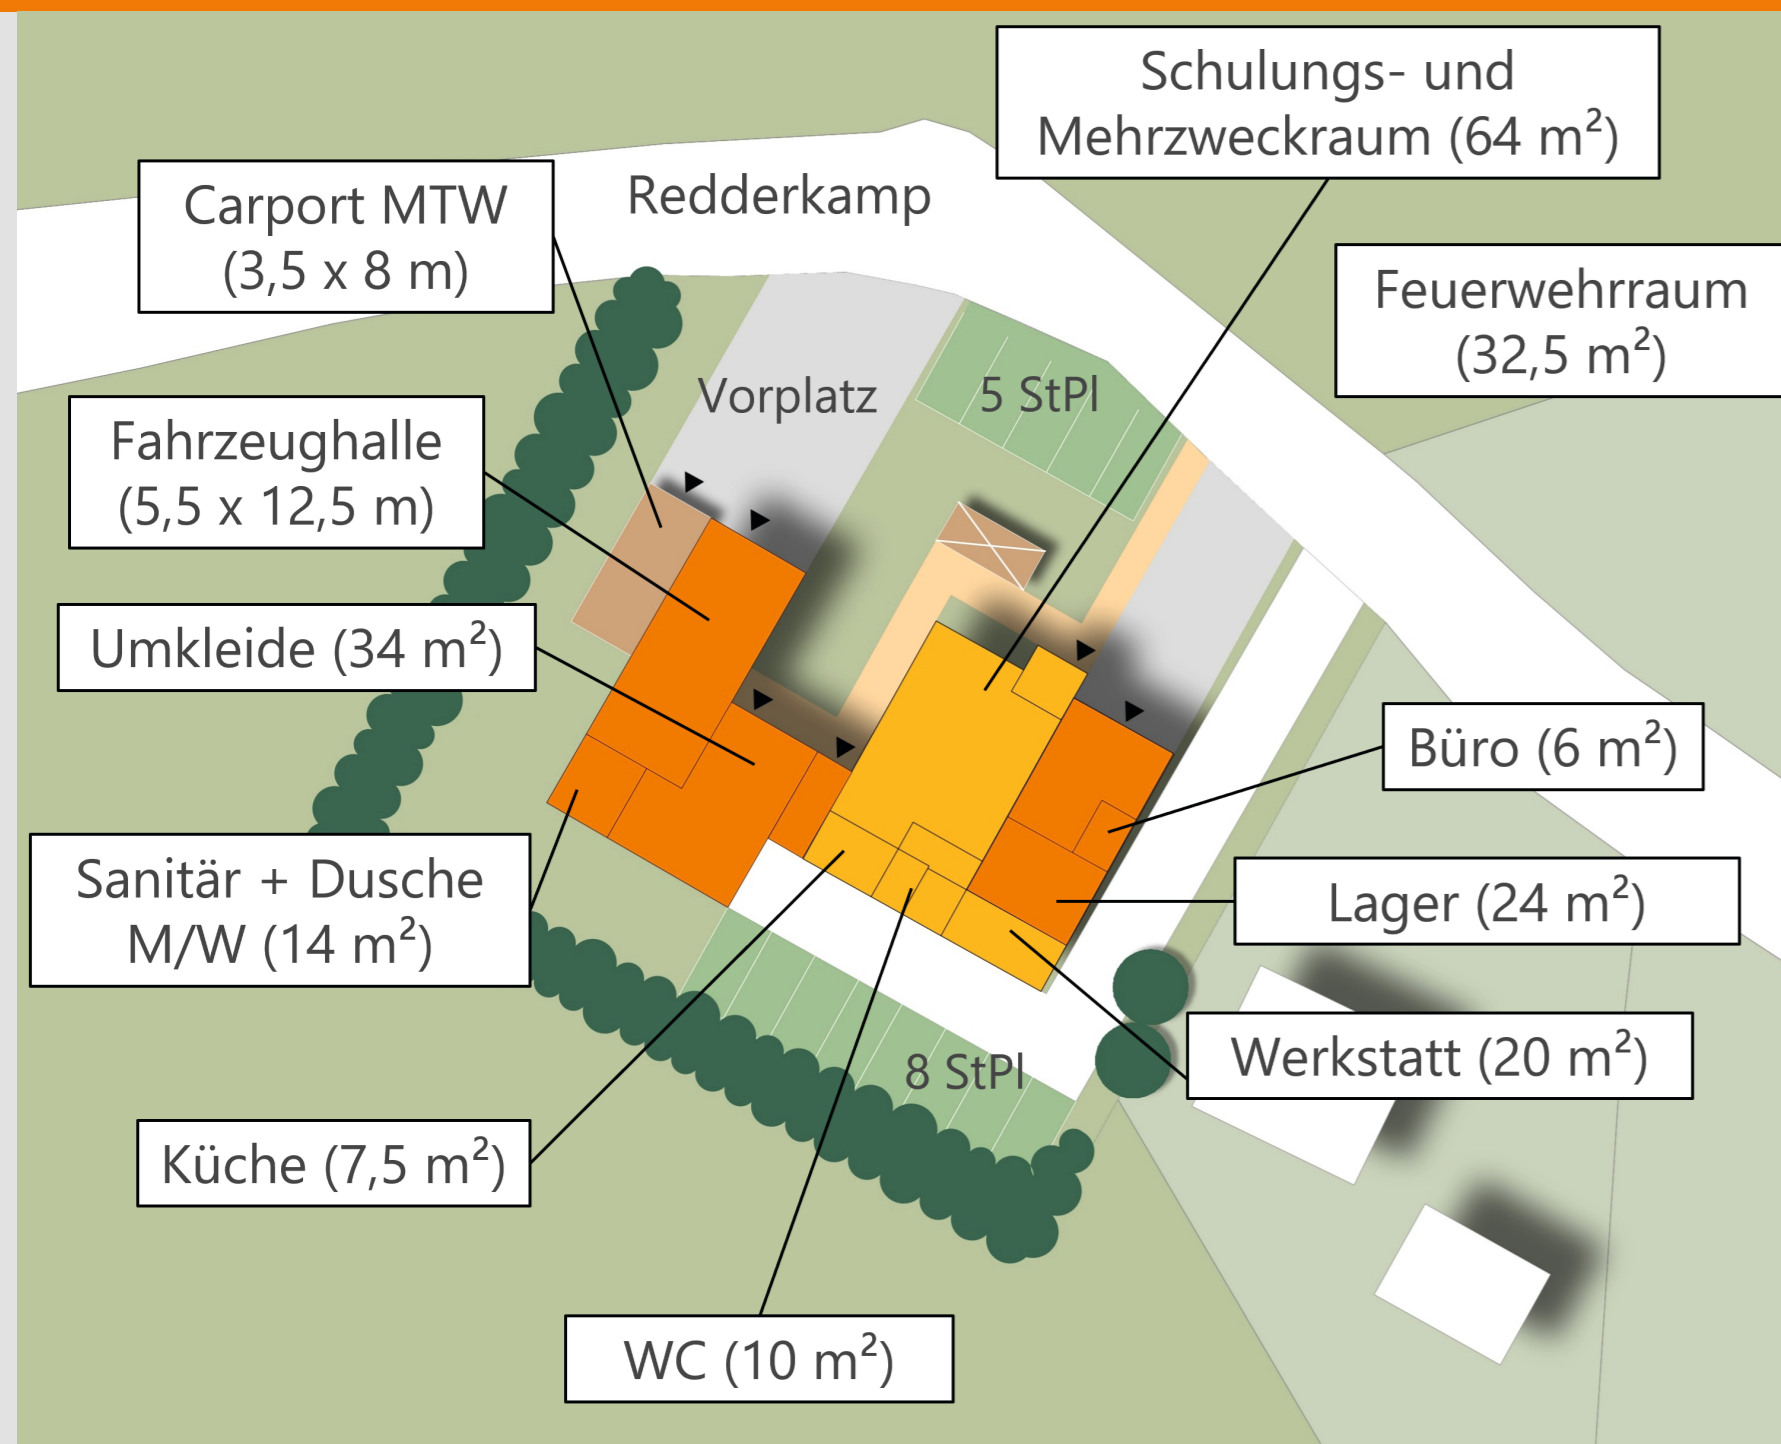 Schulungs- und
Mehrzweckraum (64 m²)
Carport MTW
(3,5 x 8 m)
Redderkamp
Feuerwehrraum
(32,5 m²)
Vorplatz
5 StPl
Fahrzeughalle
(5,5 x 12,5 m)
Umkleide (34 m²)
Büro (6 m²)
Sanitär + Dusche
M/W (14 m²)
Lager (24 m²)
Werkstatt (20 m²)
8 StPl
Küche (7,5 m²)
WC (10 m²)